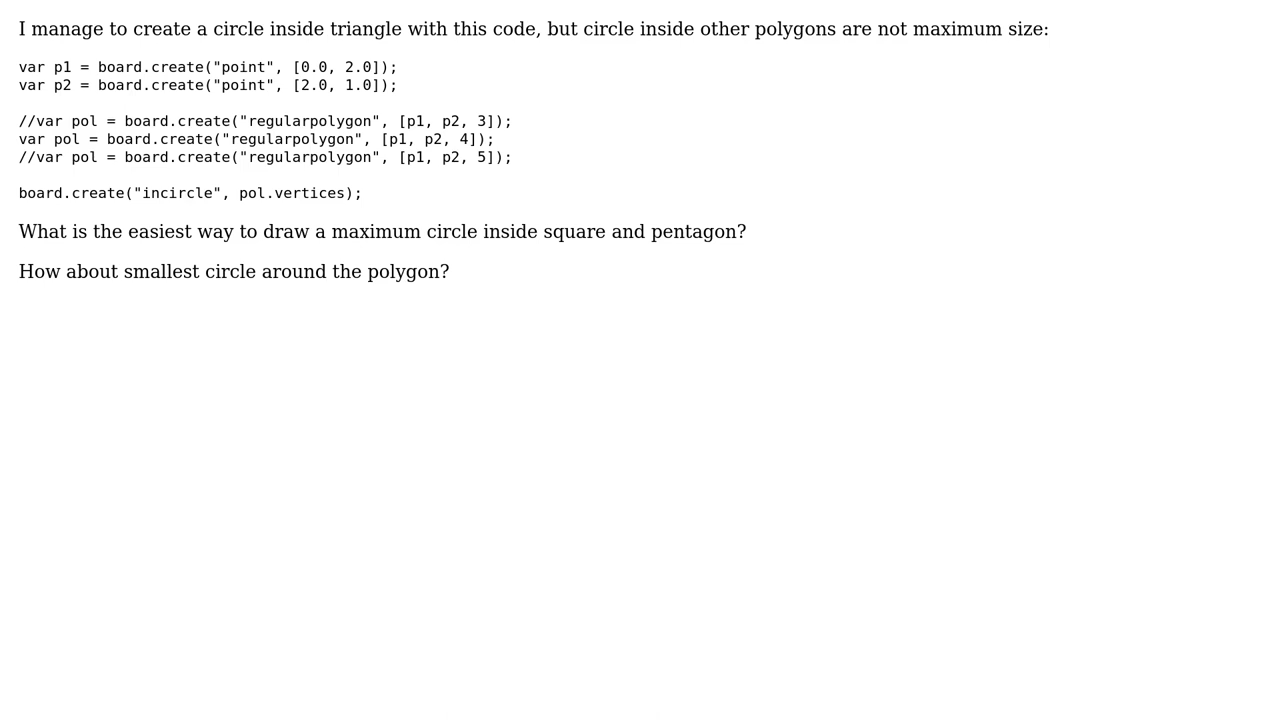 I manage to create a circle inside triangle with this code, but circle inside other polygons are not maximum size:
var p1 = board.create("point", [0.0, 2.0]);
var p2 = board.create("point", [2.0, 1.0]);
//var pol = board.create("regularpolygon", [p1, p2, 3]);
var pol = board.create("regularpolygon", [p1, p2, 4]);
//var pol = board.create("regularpolygon", [p1, p2, 5]);
board.create("incircle", pol.vertices);
What is the easiest way to draw a maximum circle inside square and pentagon?
How about smallest circle around the polygon?